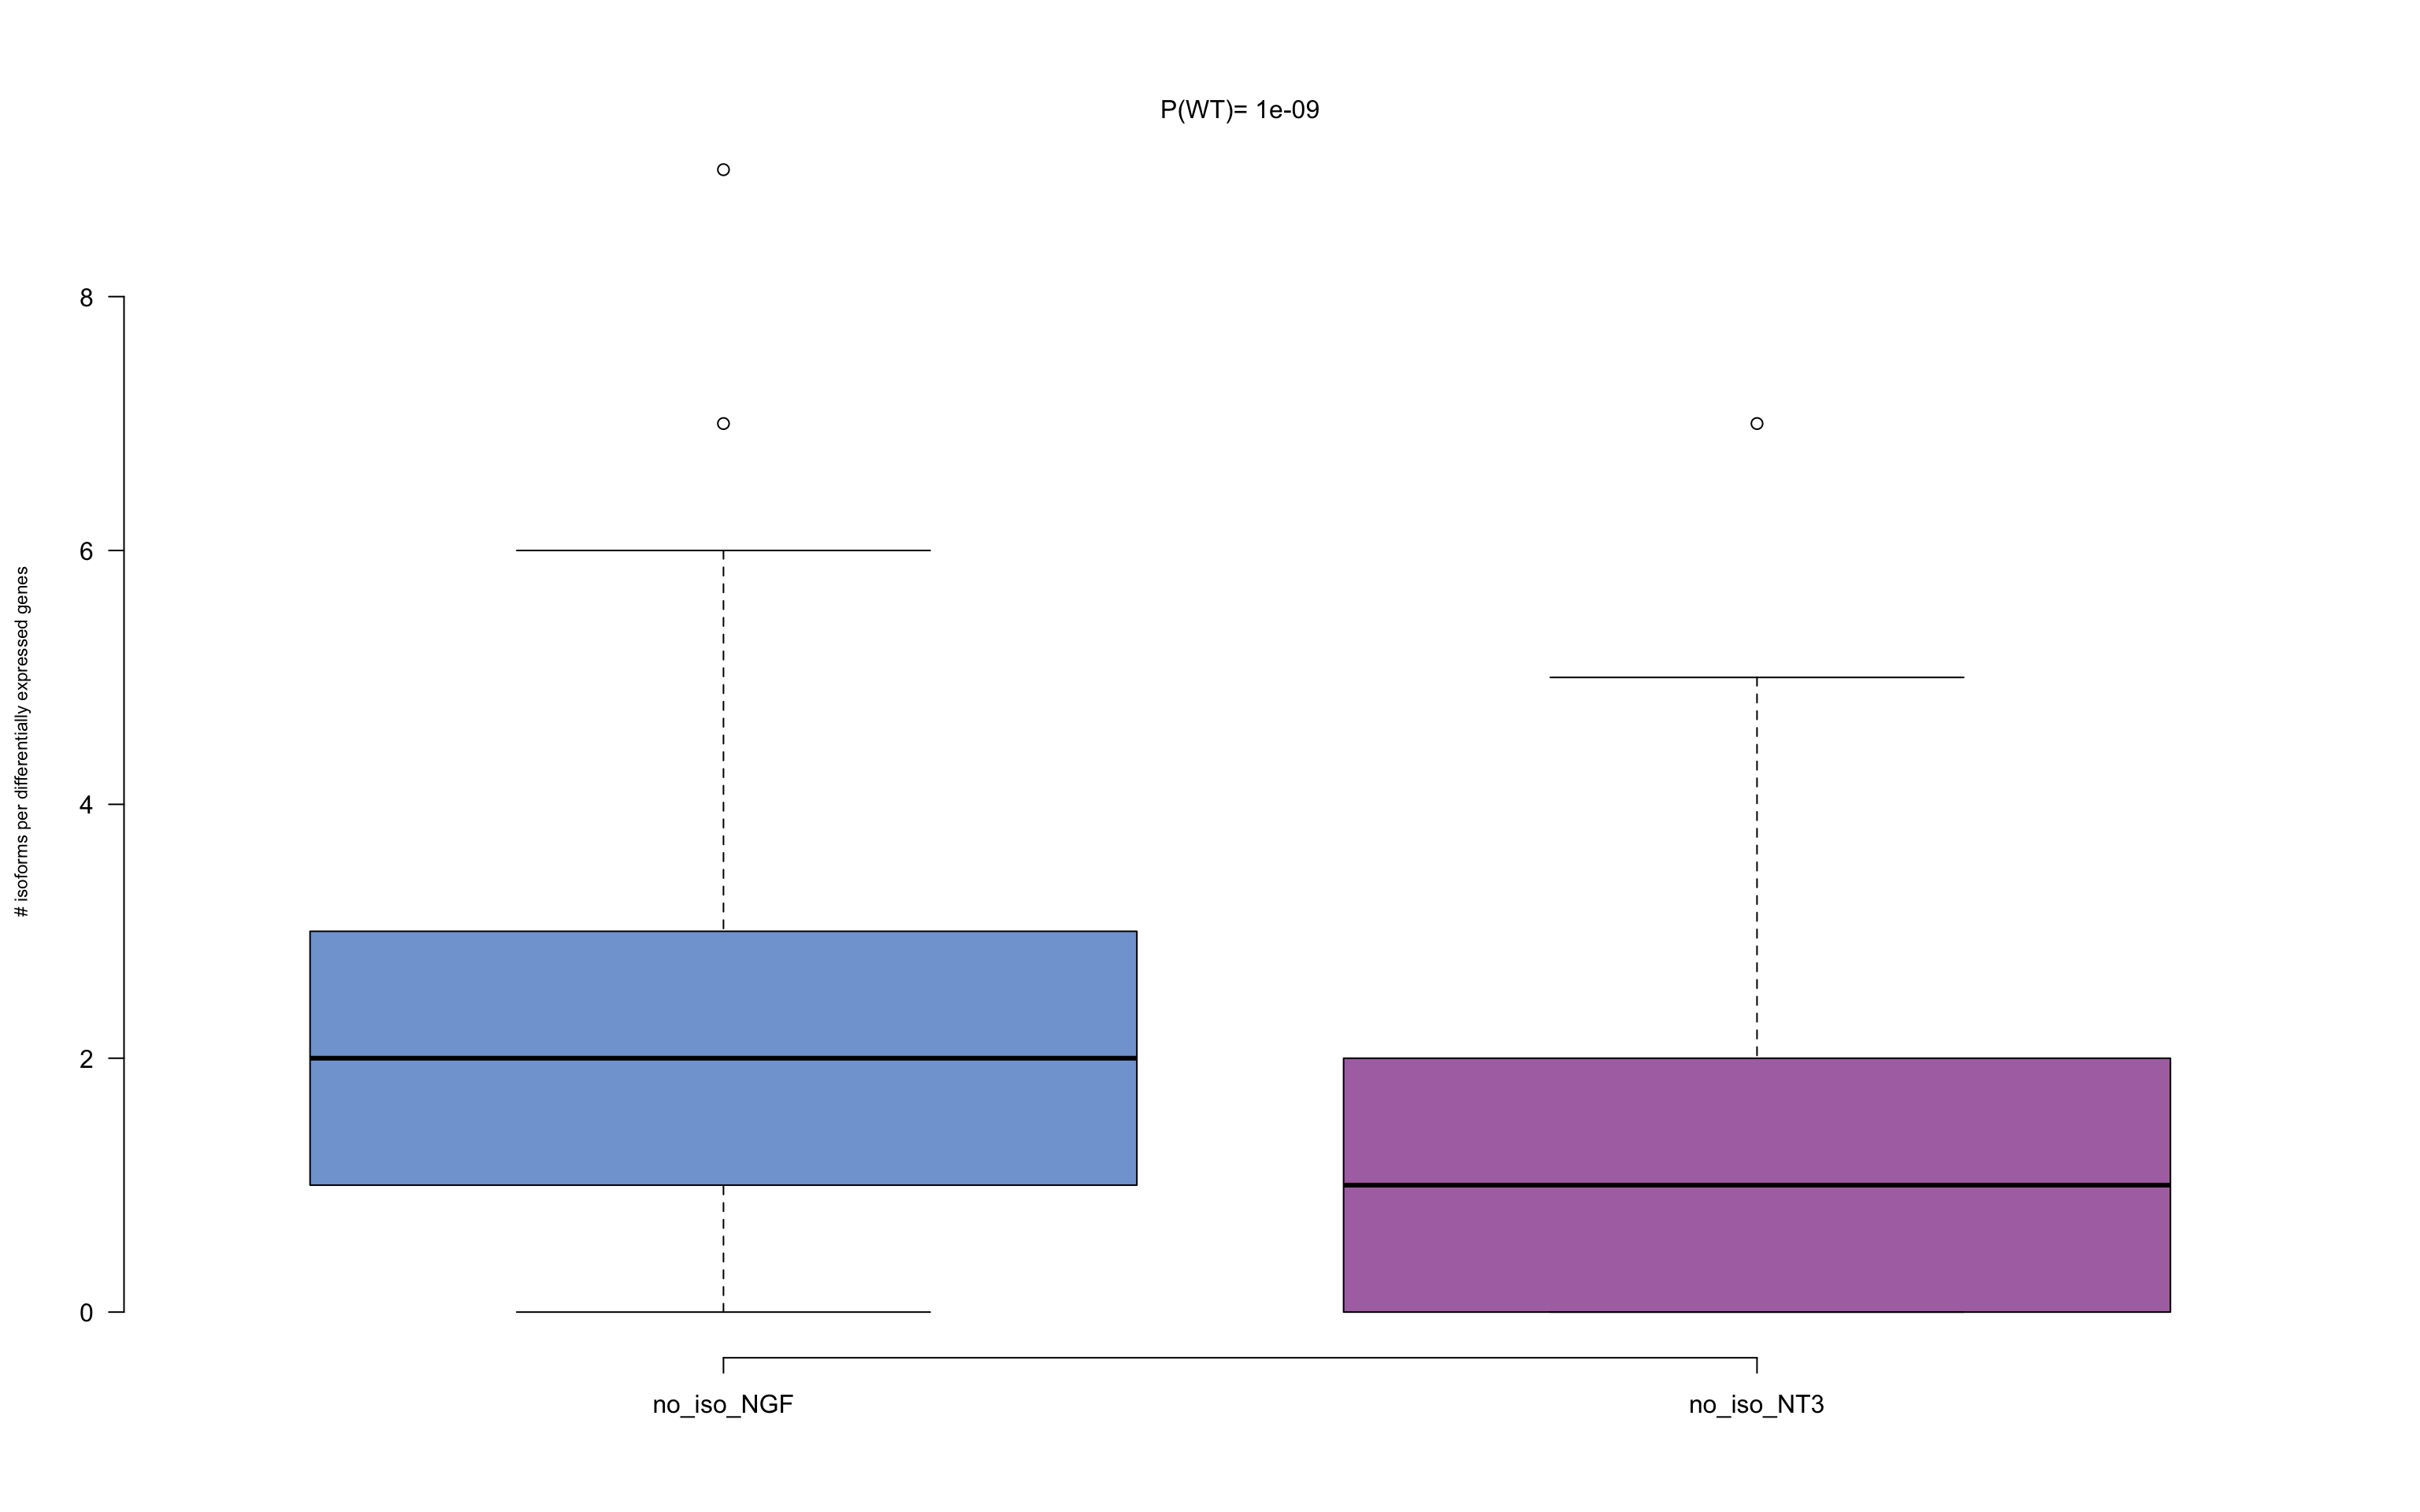 P(WT)= 1e-09
# isoforms per differentially expressed genes
8
6
4
2
0
no_iso_NGF
no_iso_NT3